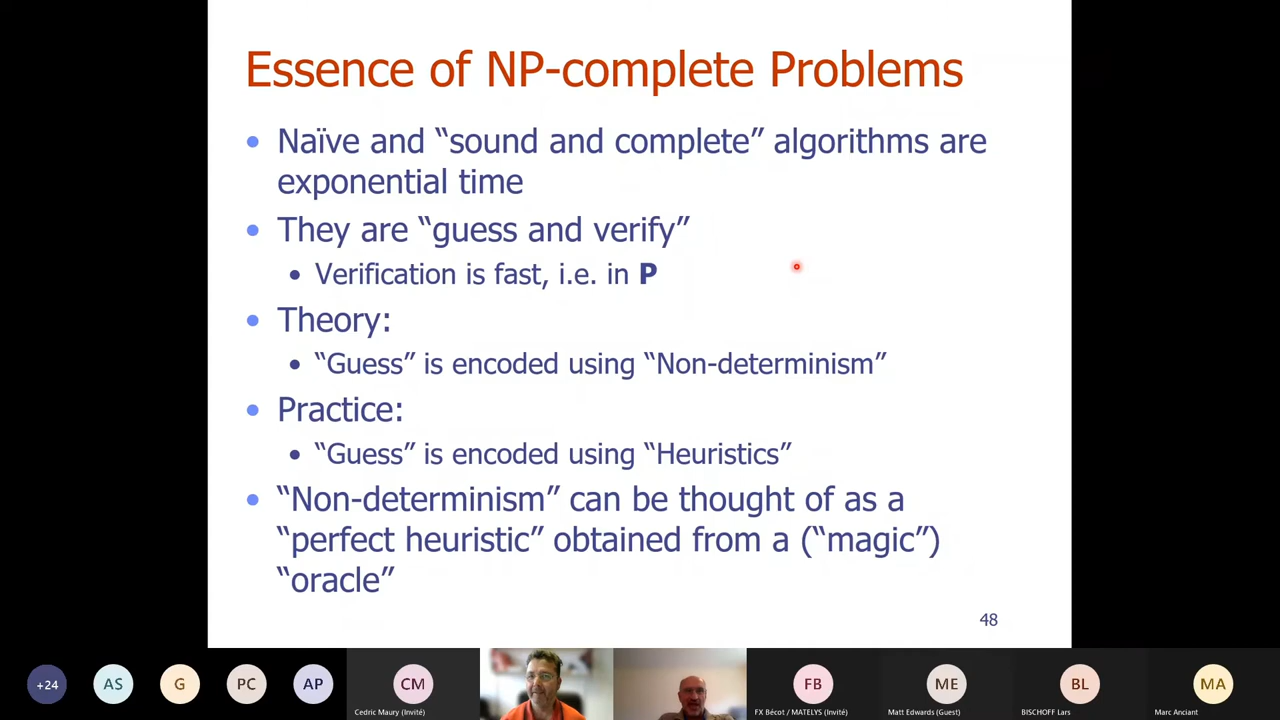 Essence of NP-complete Problems
• Naïve and “sound and complete” algorithms are
exponential time
• They are “guess and verify”
• Verification is fast, i.e. in P
• Theory:
• “Guess” is encoded using “Non-determinism”
• Practice:
• “Guess” is encoded using “Heuristics”
• “Non-determinism” can be thought of as a
“perfect heuristic” obtained from a (“magic”)
“oracle”
48
+24 AS G PC AP CM FB ME BL MA
Cedric Maury (Invité) FX Bécot / MATELYS (Invité) Matt Edwards (Guest) BISCHOFF Lars Marc Anciant